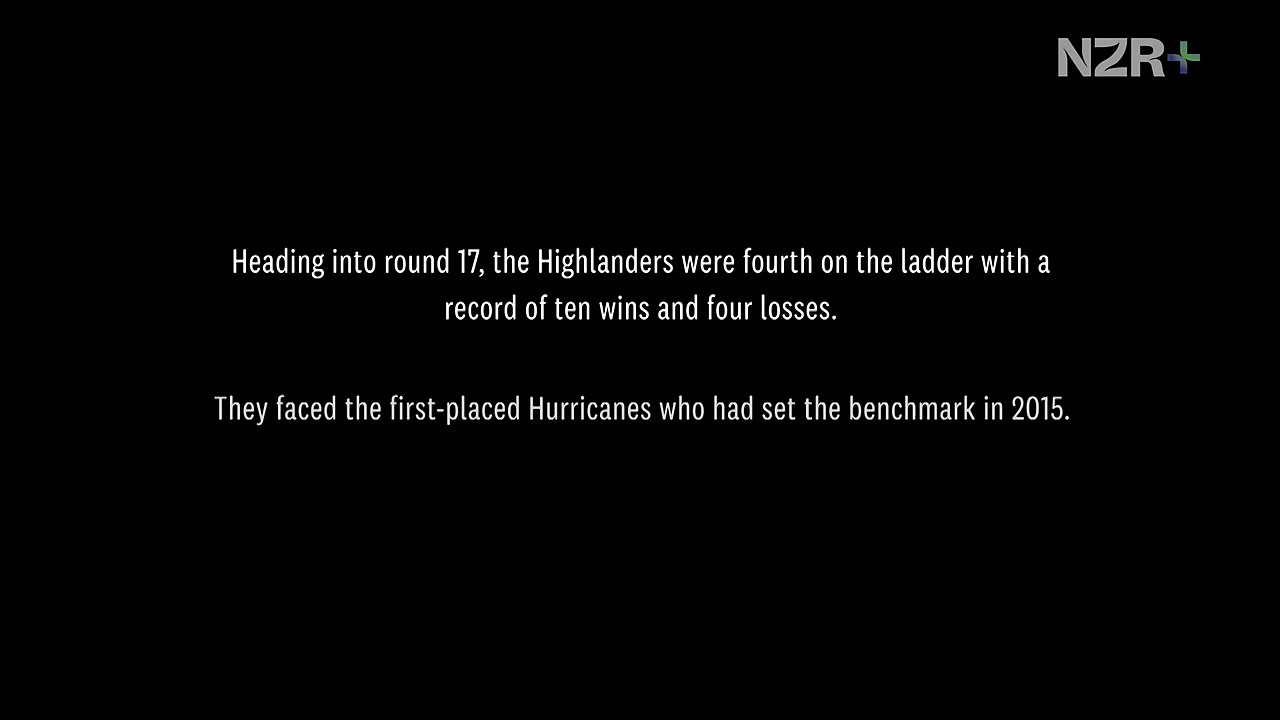 NZR+
Heading into round 17, the Highlanders were fourth on the ladder with a
record of ten wins and four losses.
They faced the first-placed Hurricanes who had set the benchmark in 2015.